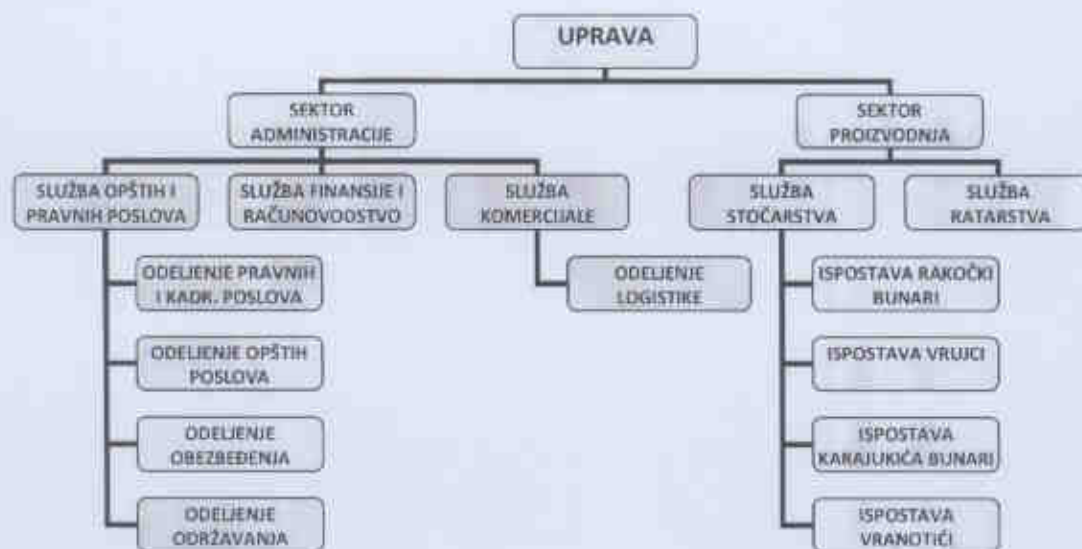 UPRAVA
SEKTOR
ADMINISTRACIJE
SEKTOR
PROIZVODNJA
SLUŽBA OPŠTIH I
PRAVNIH POSLOVA
SLUŽBA FINANSIJE I
RAČUNOVODSTVO
SLUŽBA
KOMERCIJALE
SLUŽBA
STOČARSTVA
SLUŽBA
RATARSTVA
ODELJENJE PRAVNIH
I KADR. POSLOVA
ODELJENJE OPŠTIH
POSLOVA
ODELJENJE
OBEZBEĐENJA
ODELJENJE
ODRŽAVANJA
ODELJENJE
LOGISTIKE
ISPOSTAVA RAKOČKI
BUNARI
ISPOSTAVA VRUJCI
ISPOSTAVA
KARAJUKIĆA BUNARI
ISPOSTAVA
VRANOTIĆI